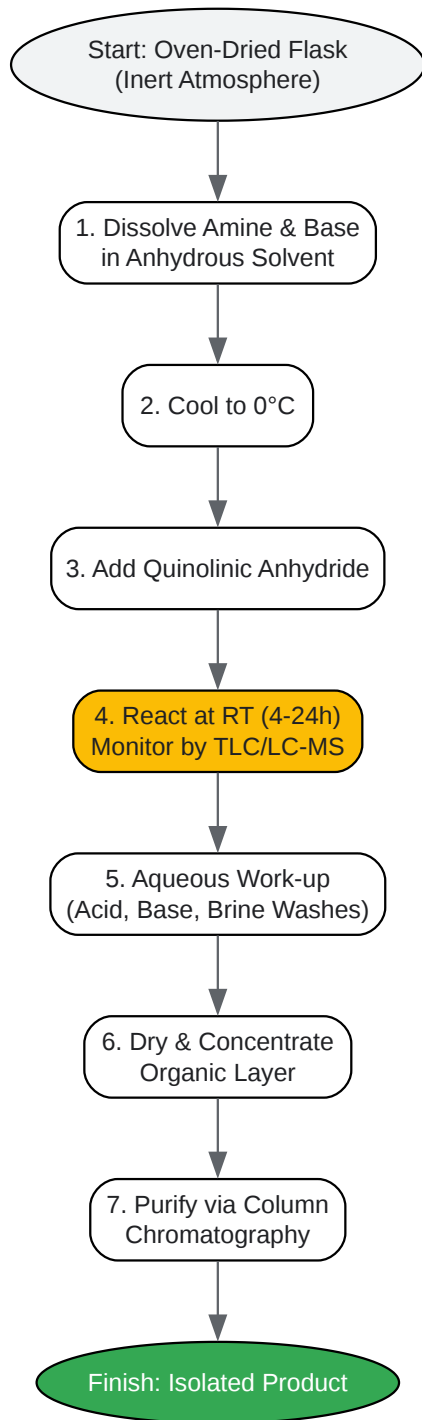 Start: Oven-Dried Flask
(Inert Atmosphere)
1. Dissolve Amine & Base
in Anhydrous Solvent
2. Cool to 0°C
3. Add Quinolinic Anhydride
4. React at RT (4-24h)
Monitor by TLC/LC-MS
5. Aqueous Work-up
(Acid, Base, Brine Washes)
6. Dry & Concentrate
Organic Layer
7. Purify via Column
Chromatography
Finish: Isolated Product